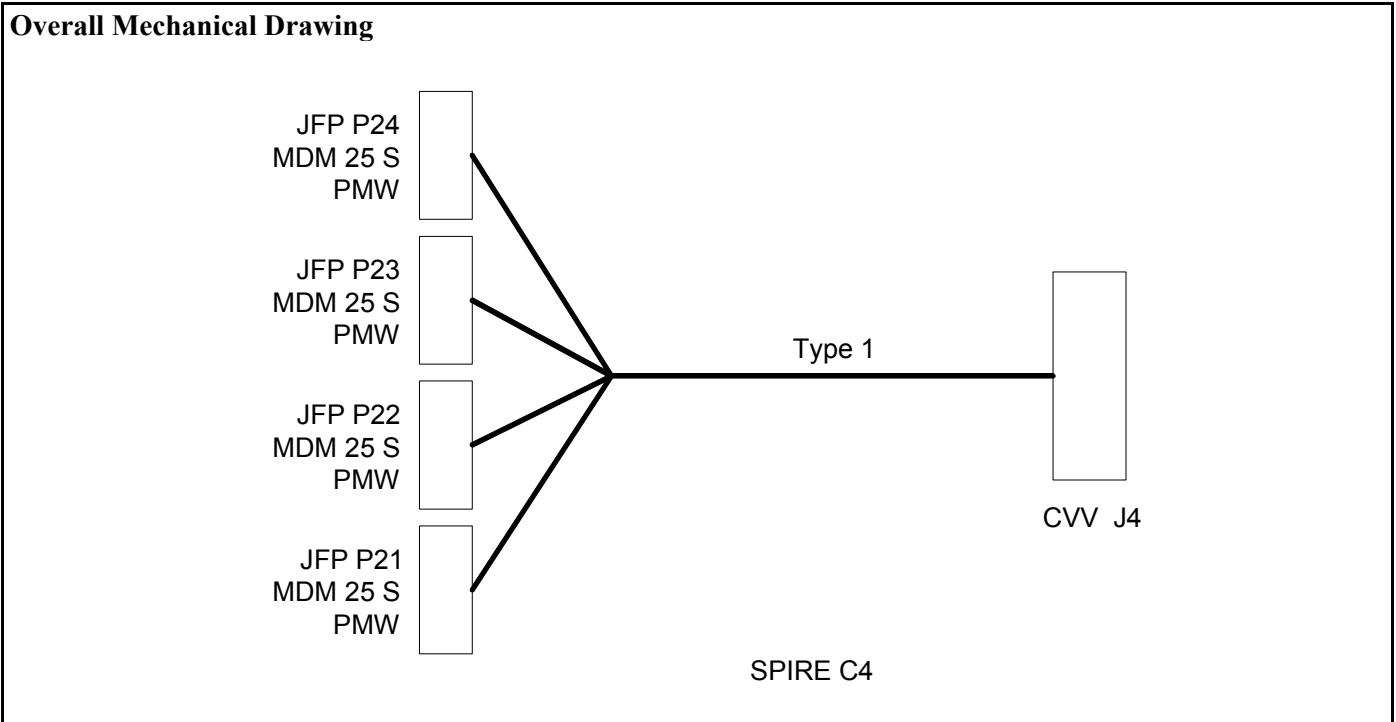 Overall Mechanical Drawing
JFP P24
MDM 25 S
PMW
JFP P23
MDM 25 S
PMW
Type 1
JFP P22
MDM 25 S
PMW
CVV J4
JFP P21
MDM 25 S
PMW
SPIRE C4